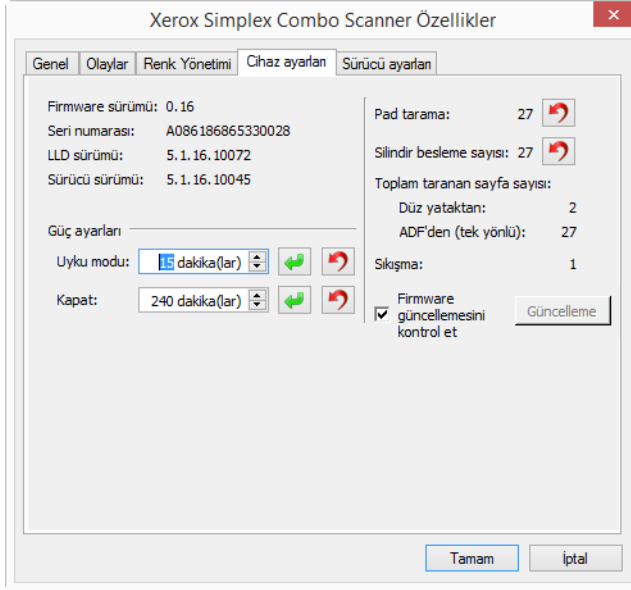 Xerox Simplex Combo Scanner Özellikler
Genel Olaylar Renk Yönetimi Cihaz ayarları Sürücü ayarları
Firmware sürümü: 0.16
Seri numarası: A086186865330028
LLD sürümü: 5.1.16.10072
Sürücü sürümü: 5.1.16.10045
Güç ayarları
Uyku modu: 15 dakika(lar)
Kapat: 240 dakika(lar)
Pad tarama: 27
Silindir besleme sayısı: 27
Toplam taranan sayfa sayısı:
Düz yataktan: 2
ADF'den (tek yönlü): 27
Sıkışma: 1
Firmware
güncellemesini
kontrol et
Güncelleme
Tamam İptal